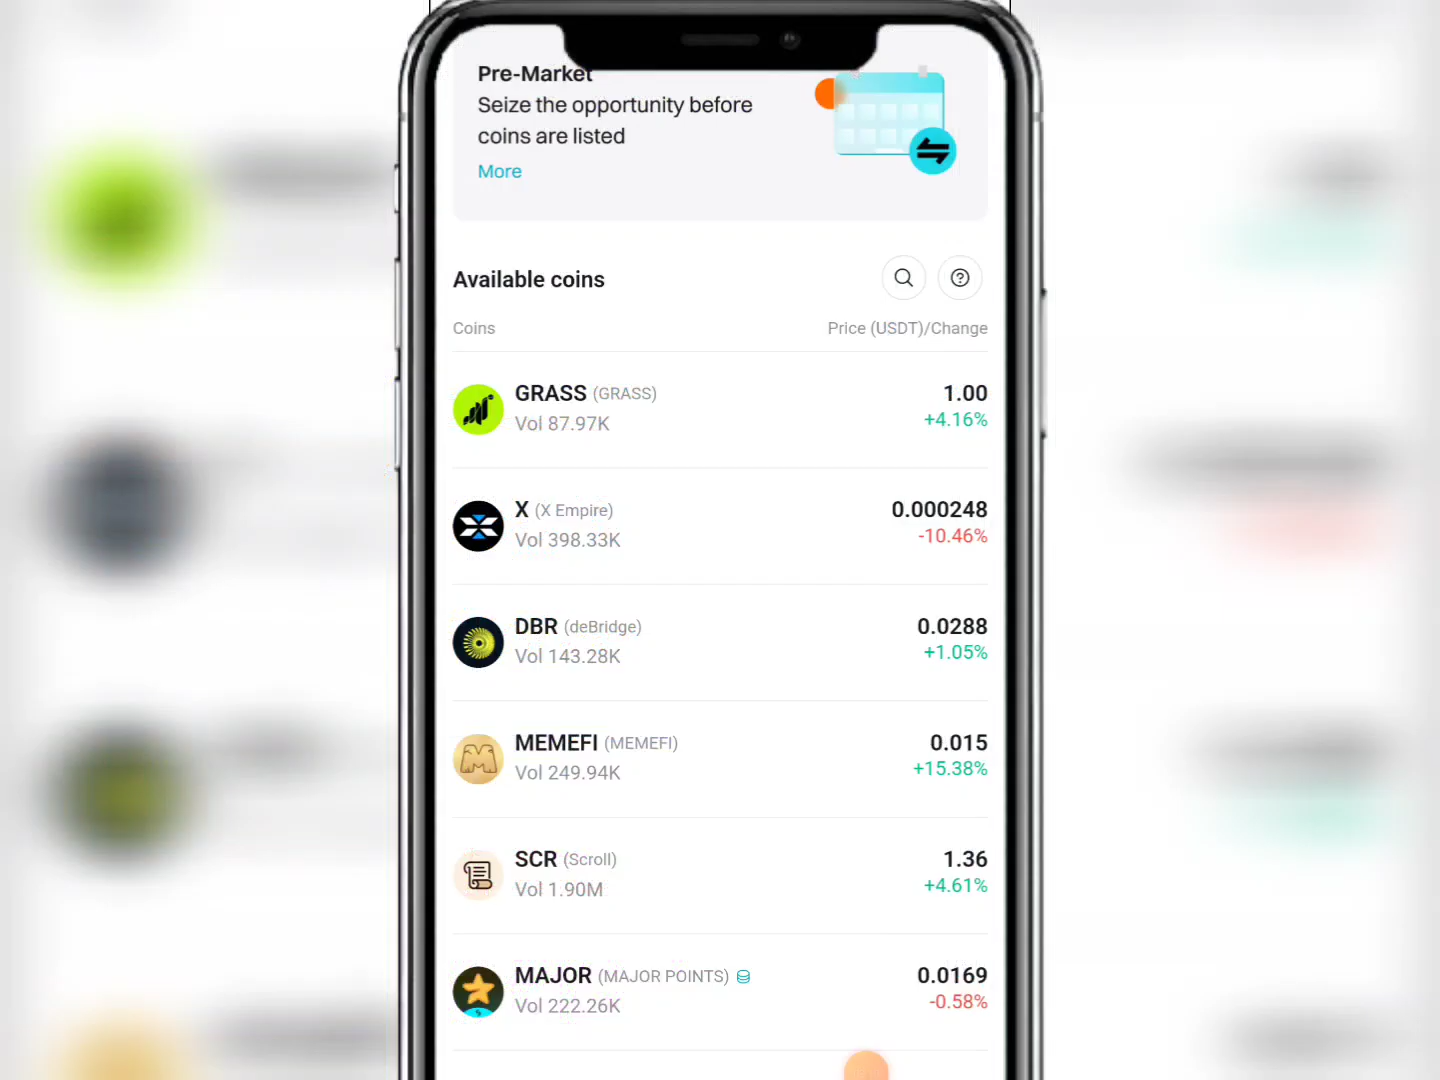 Pre-Market
Seize the opportunity before
coins are listed
More
Available coins
Coins Price (USDT)/Change
GRASS (GRASS) 1.00
Vol 87.97K +4.16%
X (X Empire) 0.000248
Vol 398.33K -10.46%
DBR (deBridge) 0.0288
Vol 143.28K +1.05%
MEMEFI (MEMEFI) 0.015
Vol 249.94K +15.38%
SCR (Scroll) 1.36
Vol 1.90M +4.61%
MAJOR (MAJOR POINTS) 0.0169
Vol 222.26K -0.58%